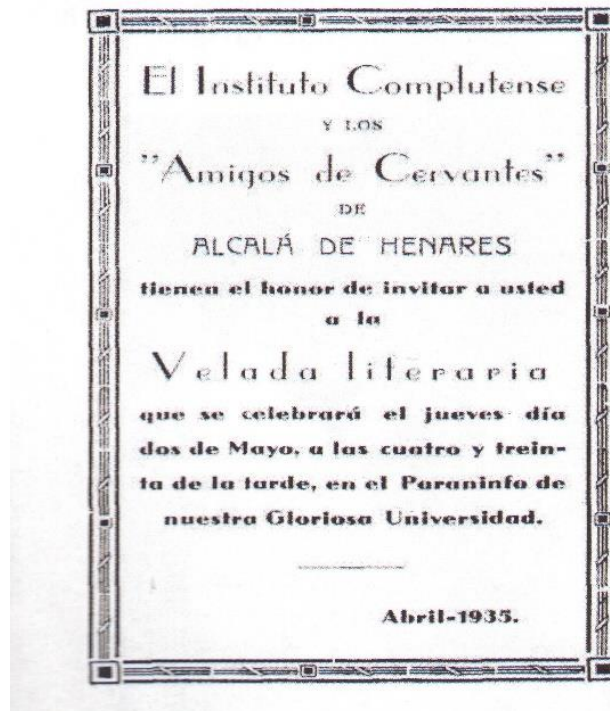 El Instituto Complutense
Y LOS
"Amigos de Cervantes"
DE
ALCALÁ DE HENARES
tienen el honor de invitar a usted
a la
Velada literaria
que se celebrará el jueves día
dos de Mayo, a las cuatro y trein-
ta de la tarde, en el Paraninfo de
nuestra Gloriosa Universidad.
Abril-1935.